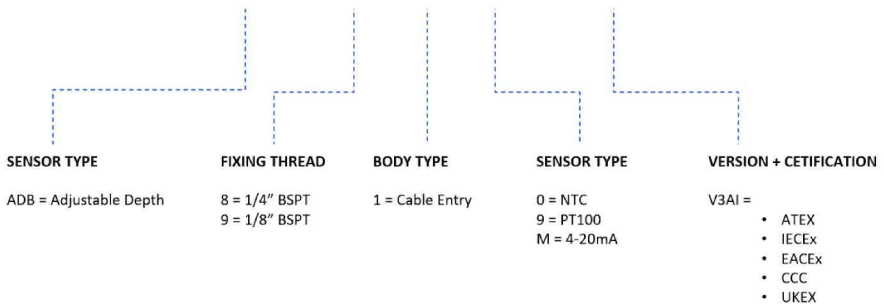 SENSOR TYPE
ADB = Adjustable Depth
FIXING THREAD
8 = 1/4” BSPT
9 = 1/8” BSPT
BODY TYPE
1 = Cable Entry
SENSOR TYPE
0 = NTC
9 = PT100
M = 4-20mA
VERSION + CETIFICATION
V3AI =
• ATEX
• IECEx
• EACEx
• CCC
• UKEX